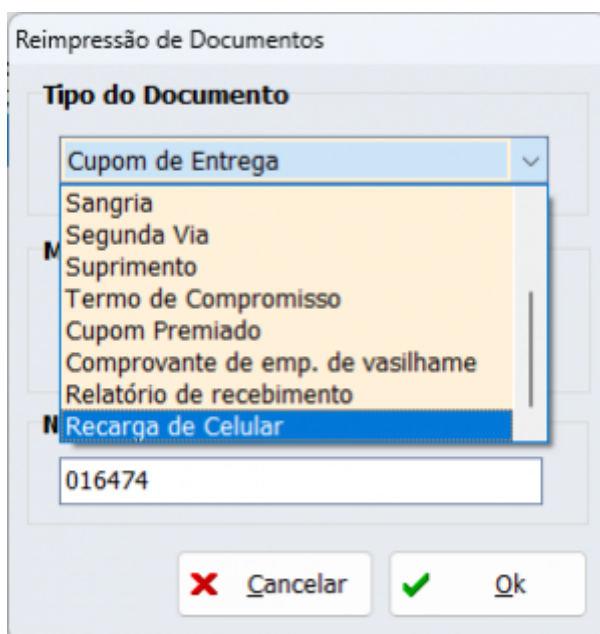 Reimpressão de Documentos
Tipo do Documento
Cupom de Entrega
Sangria
Segunda Via
Suprimento
Termo de Compromisso
Cupom Premiado
Comprovante de emp. de vasilhame
Relatório de recebimento
Recarga de Celular
016474
Cancelar
Ok